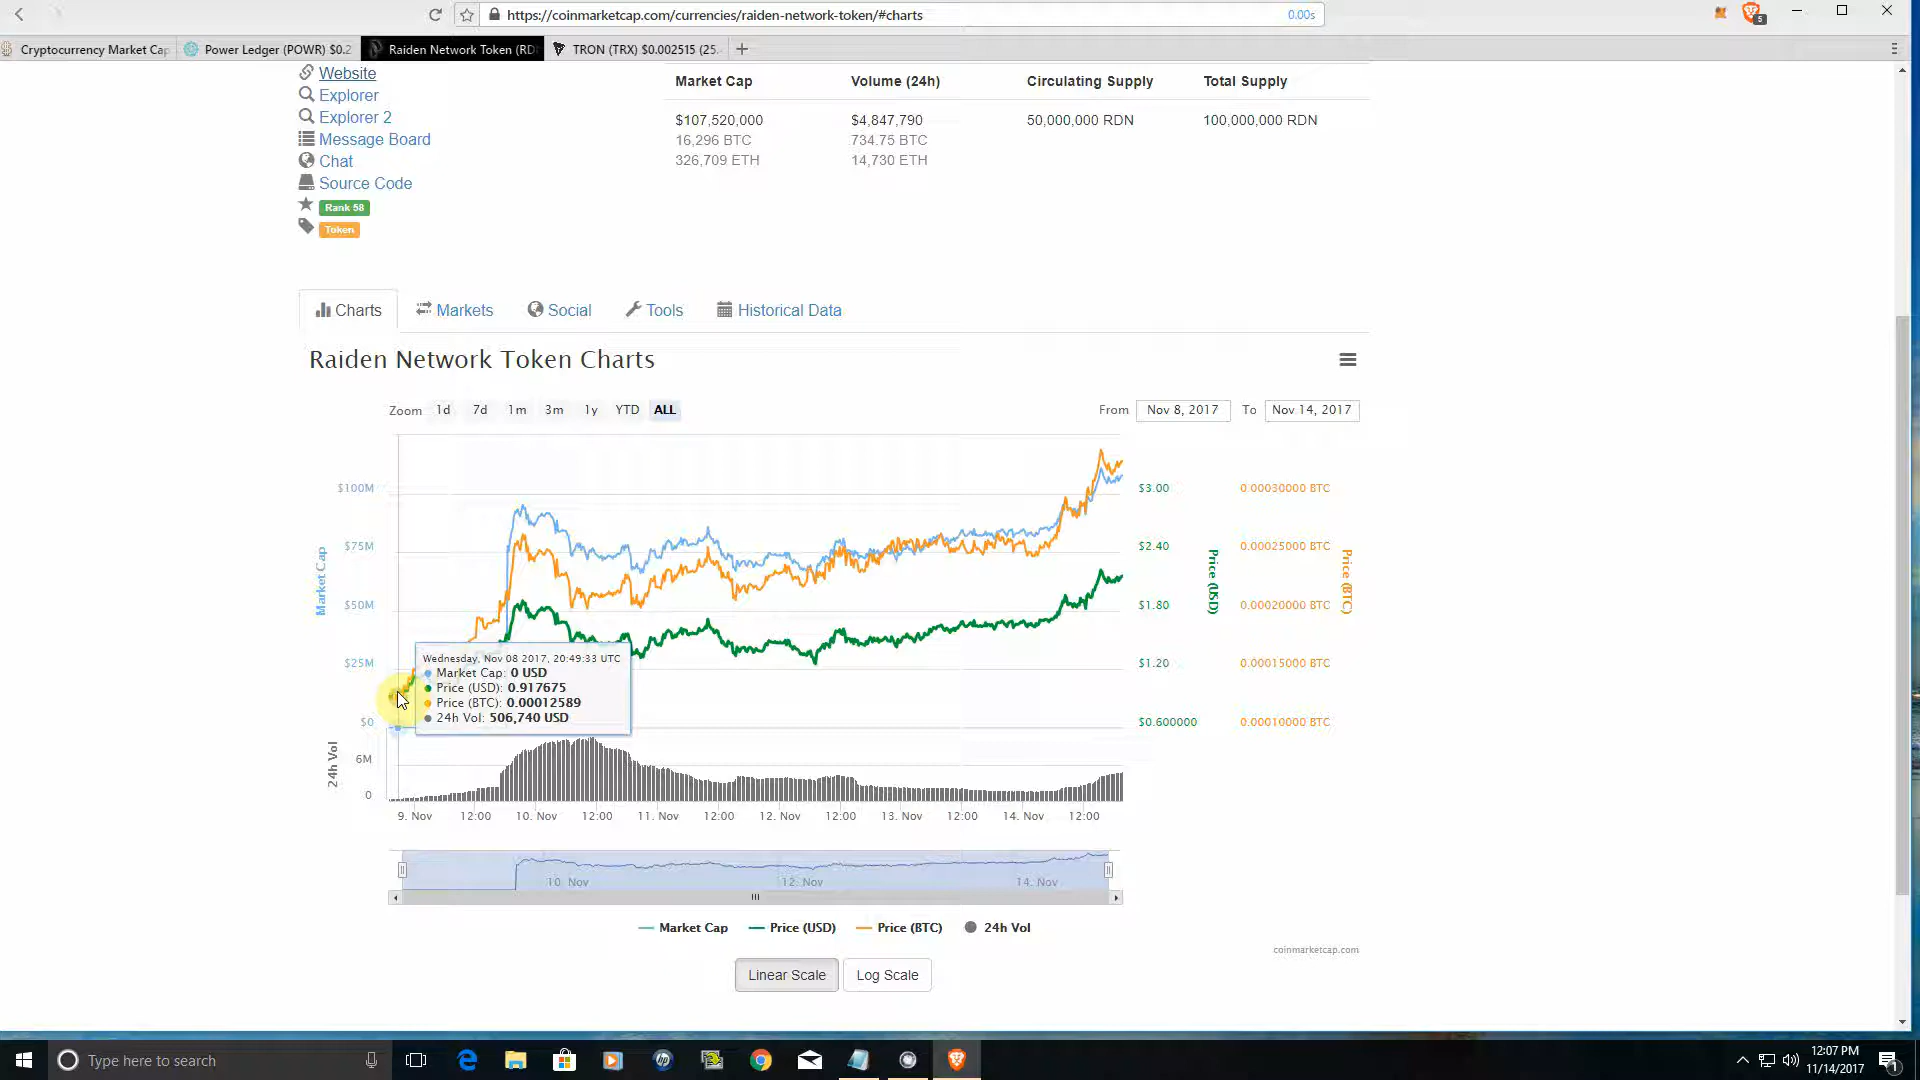 https://coinmarketcap.com/currencies/raiden-network-token/#charts
0.00s
5
Cryptocurrency Market Cap
Power Ledger (POWR) $0.2
Raiden Network Token (RD
TRON (TRX) $0.002515 (25.
Website
Explorer
Explorer 2
Message Board
Chat
Source Code
Rank 58
Token
Market Cap Volume (24h) Circulating Supply Total Supply
$107,520,000 $4,847,790 50,000,000 RDN 100,000,000 RDN
16,296 BTC 734.75 BTC
326,709 ETH 14,730 ETH
Charts Markets Social Tools Historical Data
Raiden Network Token Charts
Zoom 1d 7d 1m 3m 1y YTD ALL
From Nov 8, 2017 To Nov 14, 2017
$100M $3.00 0.00030000 BTC
$75M $2.40 0.00025000 BTC
$50M $1.80 0.00020000 BTC
$25M $1.20 0.00015000 BTC
$0 $0.600000 0.00010000 BTC
Market Cap
Price (USD)
Price (BTC)
Wednesday, Nov 08 2017, 20:49:33 UTC
Market Cap: 0 USD
Price (USD): 0.917675
Price (BTC): 0.00012589
24h Vol: 506,740 USD
24h Vol
6M
0
9. Nov 12:00 10. Nov 12:00 11. Nov 12:00 12. Nov 12:00 13. Nov 12:00 14. Nov 12:00
10. Nov 12. Nov 14. Nov
Market Cap Price (USD) Price (BTC) 24h Vol
coinmarketcap.com
Linear Scale Log Scale
Type here to search
12:07 PM
11/14/2017
1